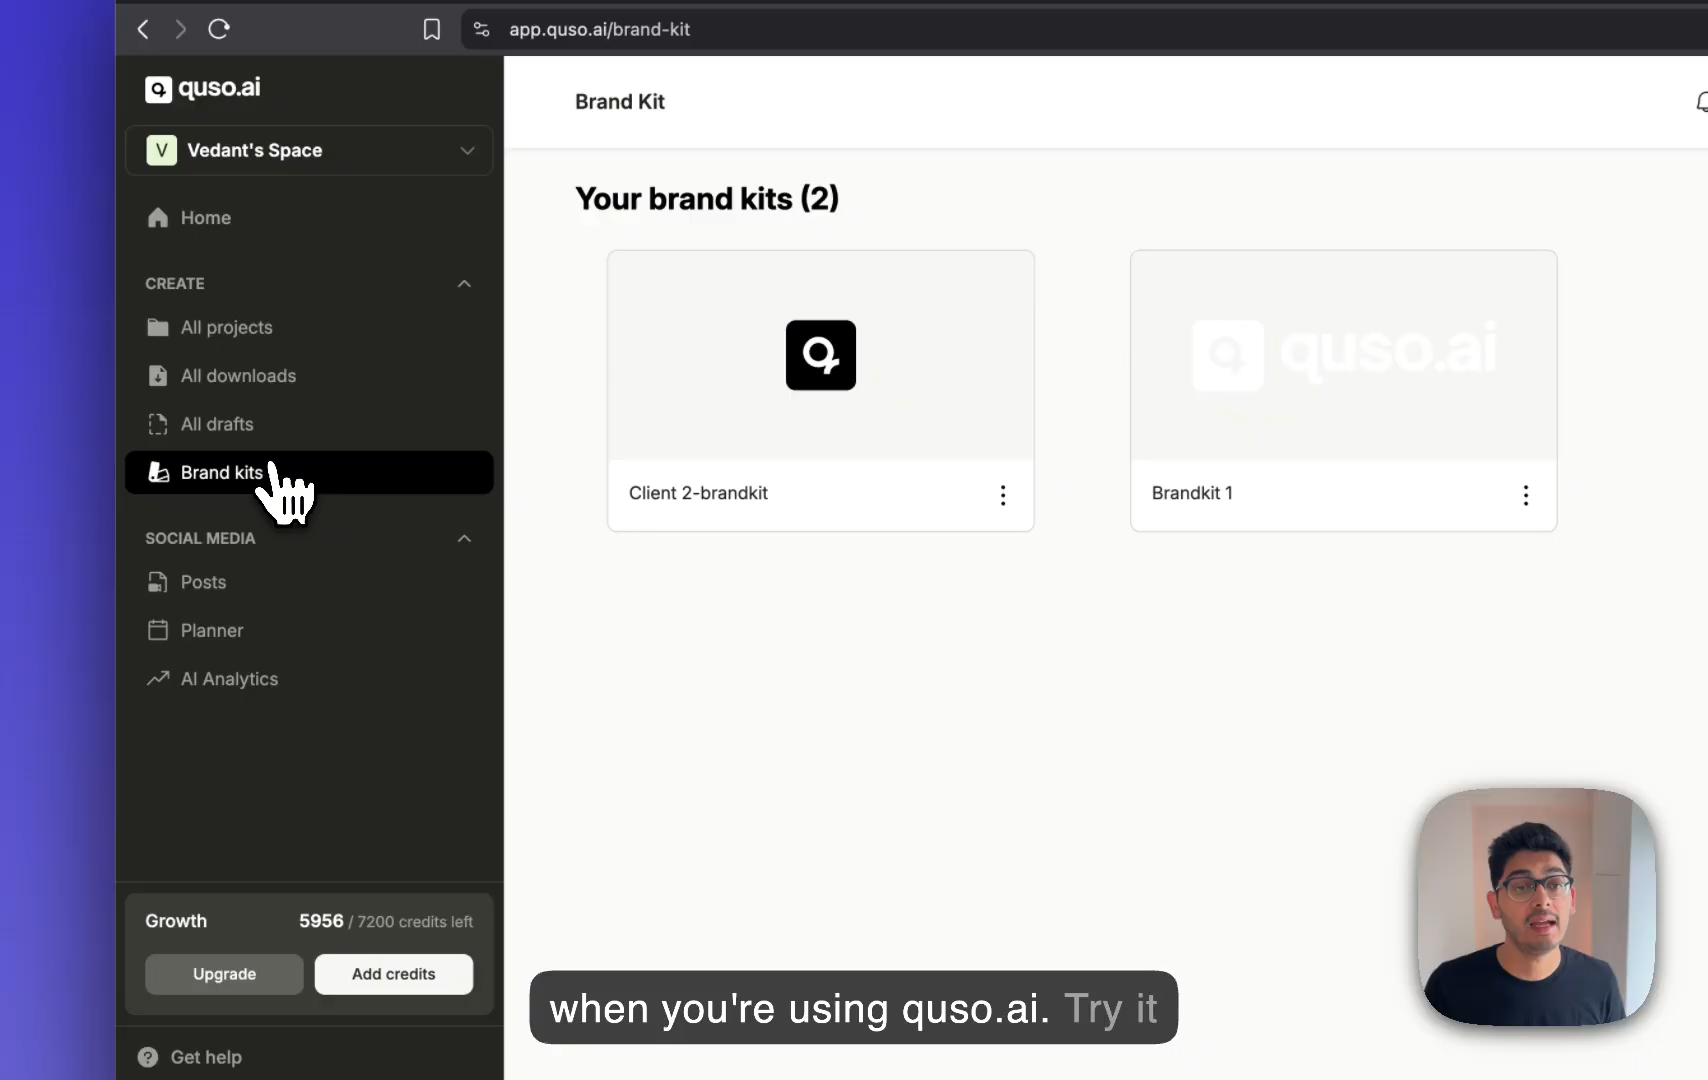 app.quso.ai/brand-kit
quso.ai
V Vedant's Space
Home
CREATE
All projects
All downloads
All drafts
Brand kits
SOCIAL MEDIA
Posts
Planner
AI Analytics
Growth 5956 / 7200 credits left
Upgrade Add credits
Get help
Brand Kit
Your brand kits (2)
quso.ai
Client 2-brandkit
Brandkit 1
when you're using quso.ai. Try it